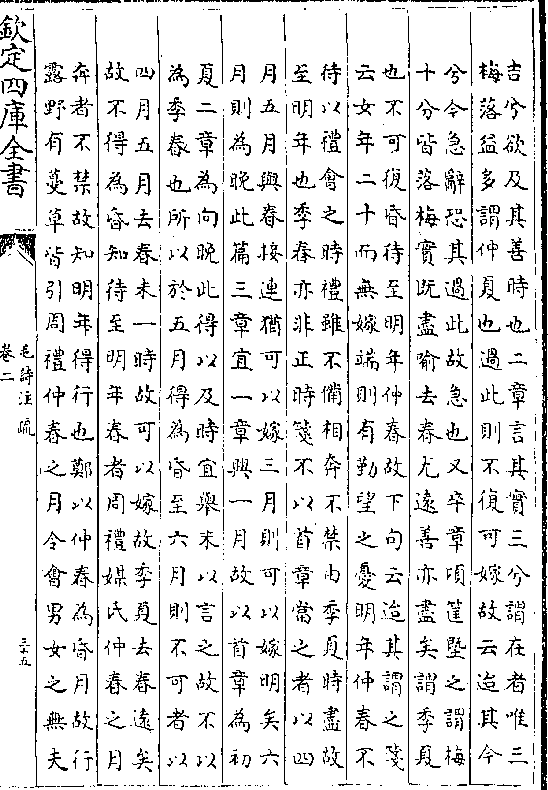 吉兮欲及其善時也二章言其實三兮謂在者唯三
梅落益多謂仲夏也過此則不復可嫁故云迨其今
兮今急辭恐其過此故急也又卒章頃筐墍之謂梅
十分皆落梅實既盡喻去春尤遠善亦盡矣謂季夏
也不可復昏待至明年仲春故下句云迨其謂之箋
云女年二十而無嫁端則有勤望之憂明年仲春不
待以禮會之時禮雖不備相奔不禁由季夏時盡故
至明年也季春亦非正時箋不以首章當之者以四
月五月與春接連猶可以嫁三月則可以嫁明矣六
月則為晚此篇三章宜一章興一月故以首章為初
夏二章為向晚此得以及時宜舉末以言之故不以
為季春也所以於五月得為昏至六月則不可者以
四月五月去春未一時故可以嫁故季夏去春遠矣
故不得為昏知待至明年春者周禮媒氏仲春之月
奔者不禁故知明年得行也鄭以仲春為昏月故行
露野有蔓草皆引周禮仲春之月令會男女之無夫
欽定四庫全書
毛詩注疏
卷二
三十五